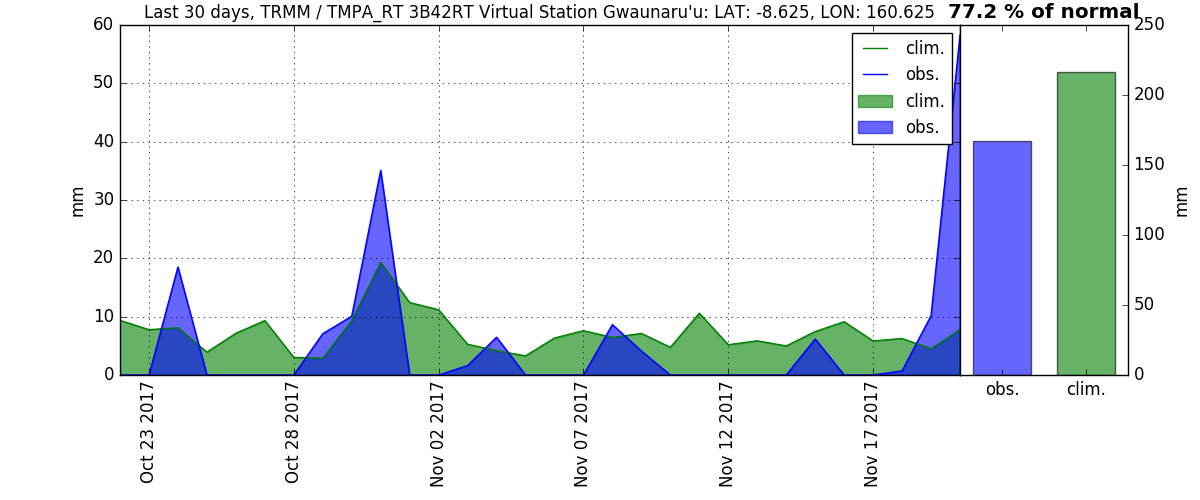 Last 30 days, TRMM / TMPA_RT 3B42RT Virtual Station Gwaunaru'u: LAT: -8.625, LON: 160.625 77.2 % of normal
clim.
obs.
clim.
obs.
mm
60
50
40
30
20
10
0
Oct 23 2017
Oct 28 2017
Nov 02 2017
Nov 07 2017
Nov 12 2017
Nov 17 2017
250
200
150
100
50
0
mm
obs. clim.